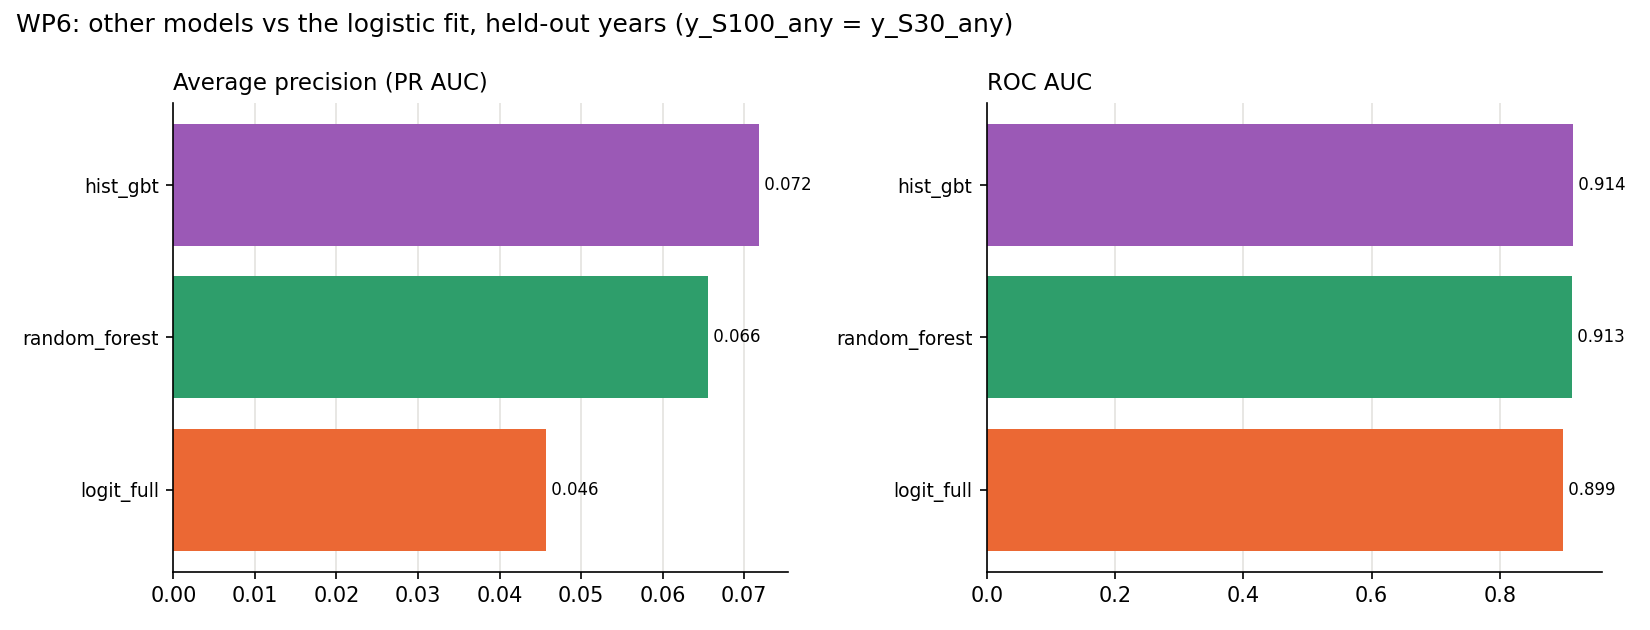 WP6: other models vs the logistic fit, held-out years (y_S100_any = y_S30_any)
Average precision (PR AUC)
hist_gbt
0.072
random_forest
0.066
logit_full
0.046
0.00 0.01 0.02 0.03 0.04 0.05 0.06 0.07
ROC AUC
hist_gbt
0.914
random_forest
0.913
logit_full
0.899
0.0 0.2 0.4 0.6 0.8